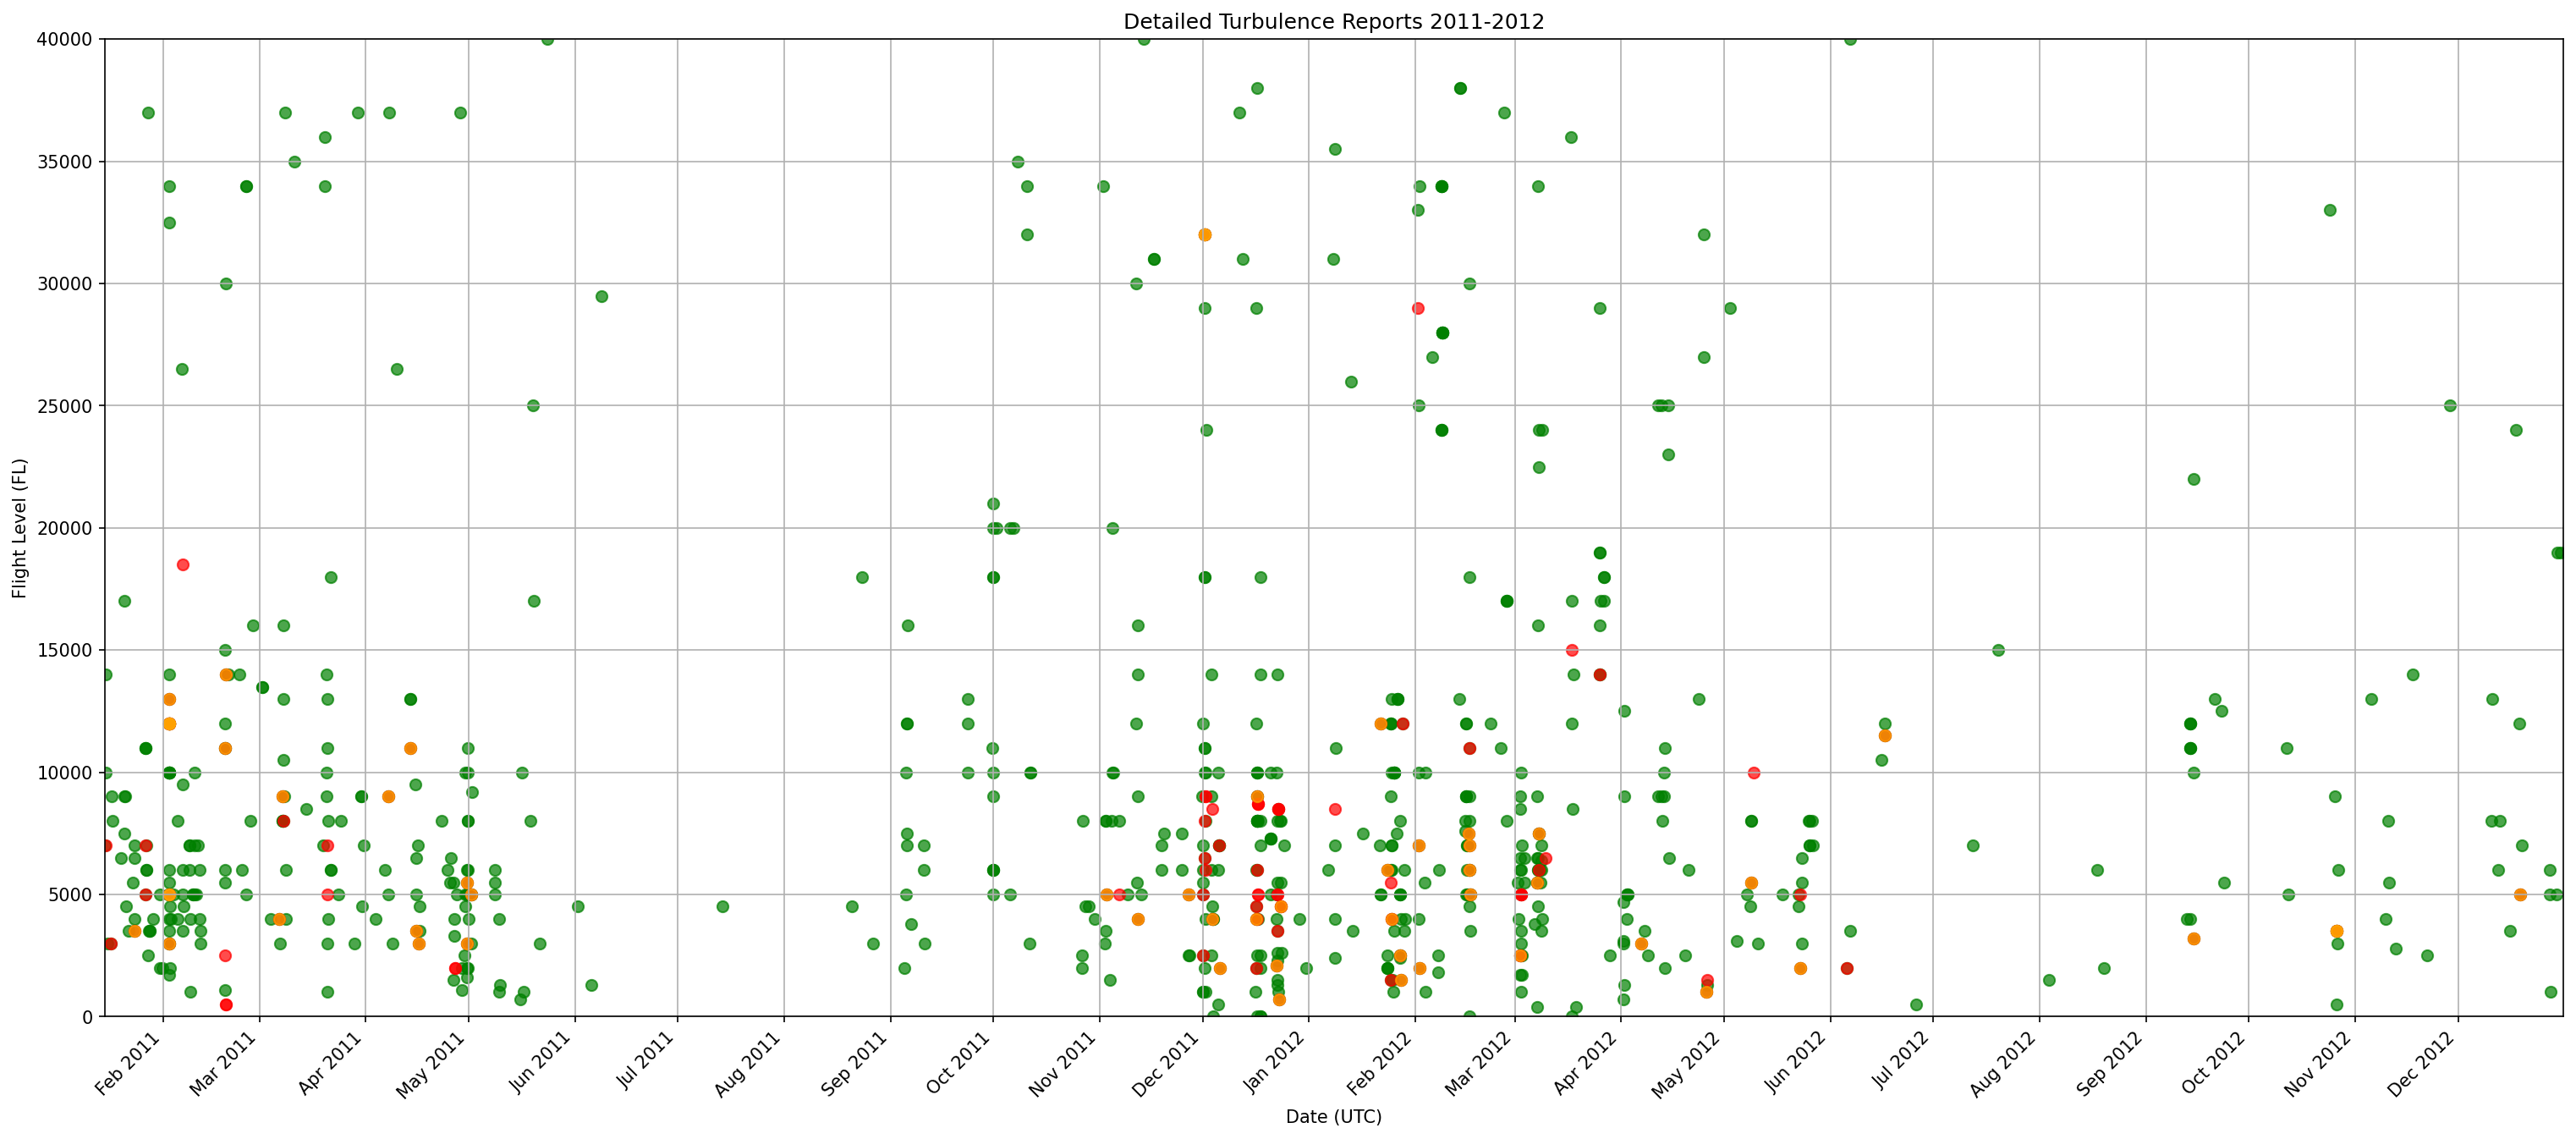 Detailed Turbulence Reports 2011-2012
40000
35000
30000
25000
20000
15000
10000
5000
0
Flight Level (FL)
Feb 2011
Mar 2011
Apr 2011
May 2011
Jun 2011
Jul 2011
Aug 2011
Sep 2011
Oct 2011
Nov 2011
Dec 2011
Jan 2012
Feb 2012
Mar 2012
Apr 2012
May 2012
Jun 2012
Jul 2012
Aug 2012
Sep 2012
Oct 2012
Nov 2012
Dec 2012
Date (UTC)